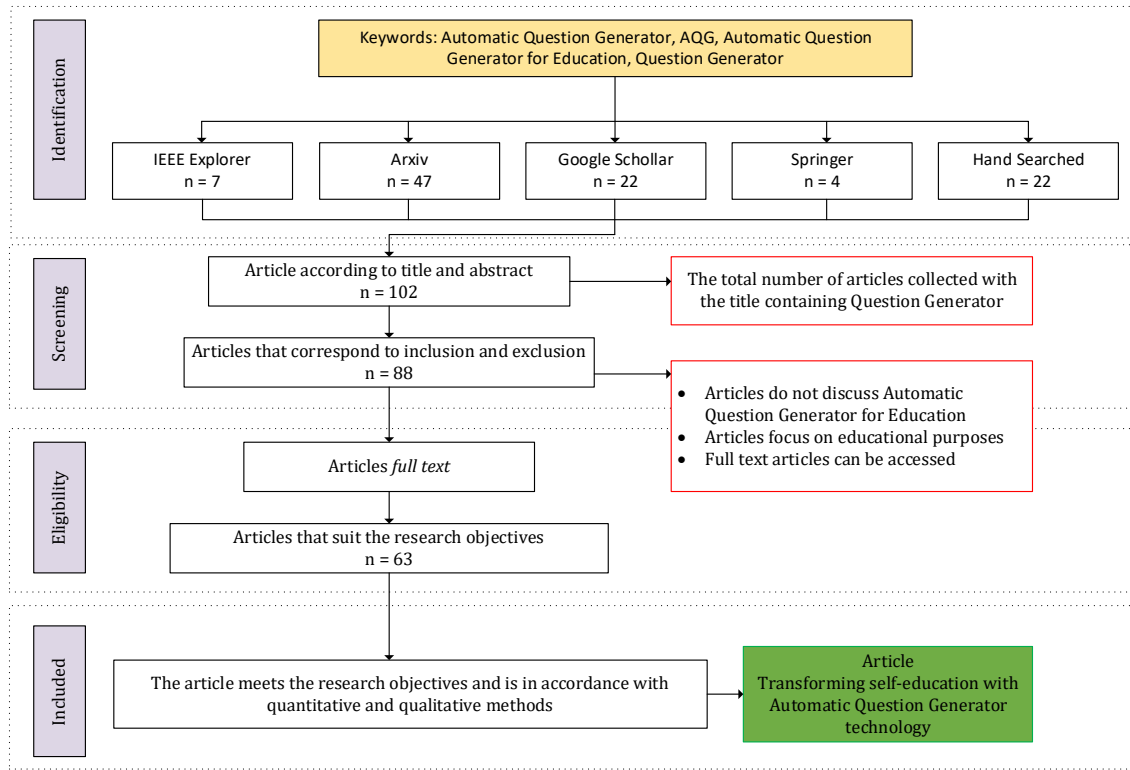 Identification
Keywords: Automatic Question Generator, AQG, Automatic Question
Generator for Education, Question Generator
IEEE Explorer
n = 7
Arxiv
n = 47
Google Schollar
n = 22
Springer
n = 4
Hand Searched
n = 22
Screening
Article according to title and abstract
n = 102
The total number of articles collected with
the title containing Question Generator
Articles that correspond to inclusion and exclusion
n = 88
• Articles do not discuss Automatic
Question Generator for Education
• Articles focus on educational purposes
• Full text articles can be accessed
Eligibility
Articles full text
Articles that suit the research objectives
n = 63
Included
The article meets the research objectives and is in accordance with
quantitative and qualitative methods
Article
Transforming self-education with
Automatic Question Generator
technology